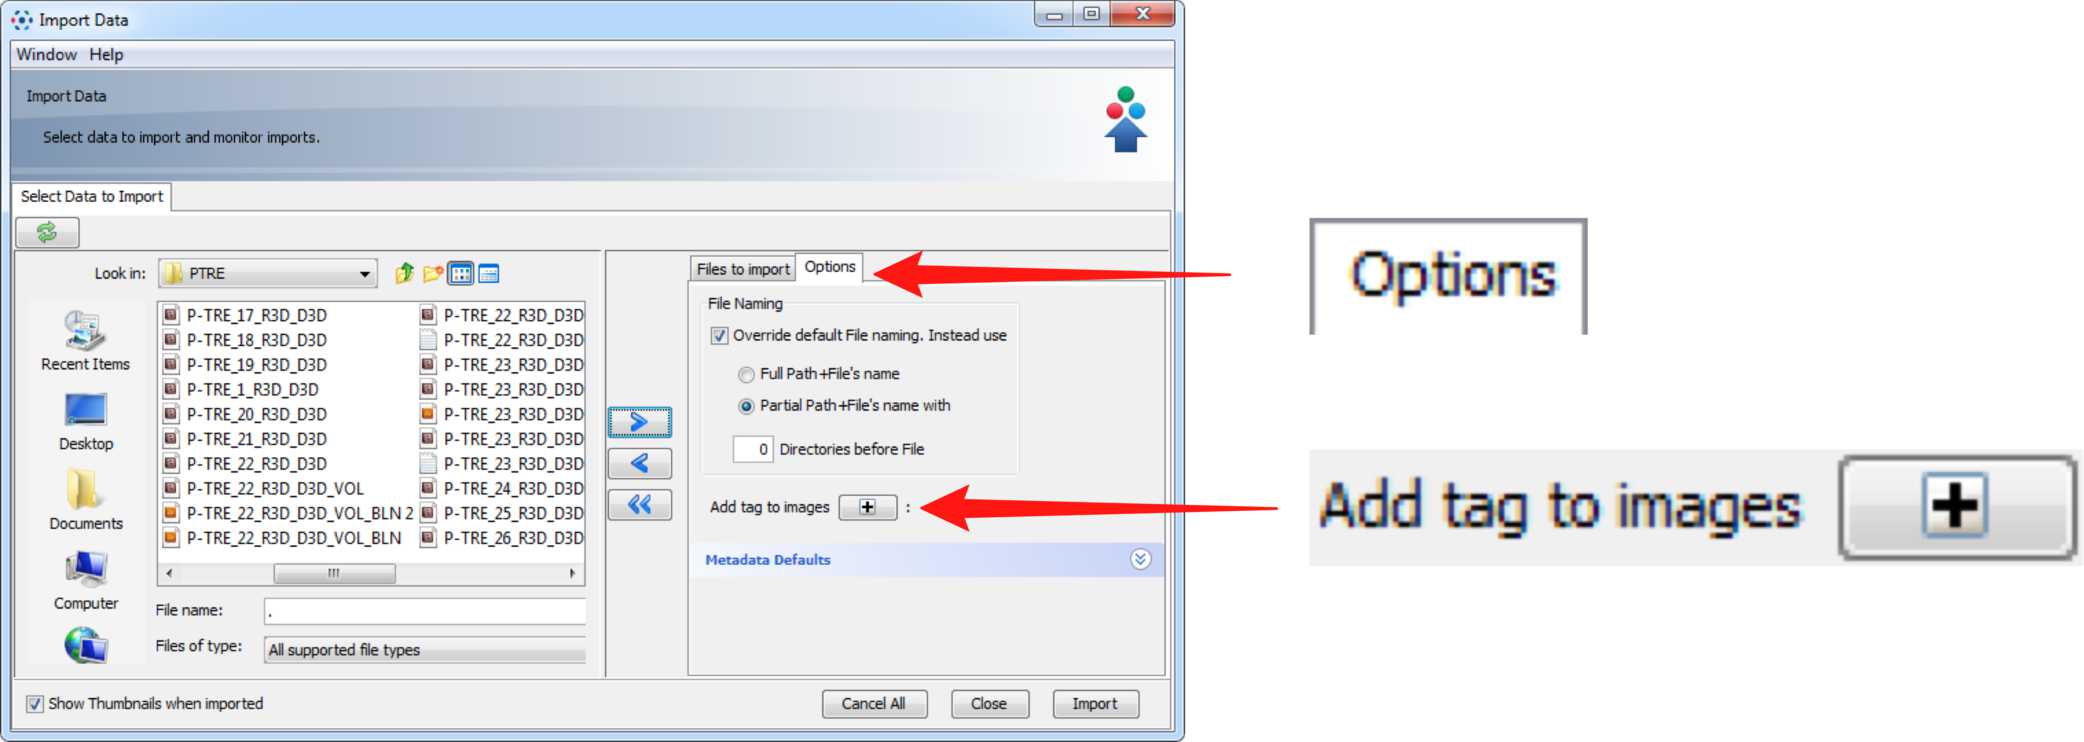 Import Data
Window Help
Import Data
Select data to import and monitor imports.
Select Data to Import
Look in: PTRE
Recent Items
Desktop
Documents
Computer
P-TRE_17_R3D_D3D
P-TRE_18_R3D_D3D
P-TRE_19_R3D_D3D
P-TRE_1_R3D_D3D
P-TRE_20_R3D_D3D
P-TRE_21_R3D_D3D
P-TRE_22_R3D_D3D
P-TRE_22_R3D_D3D_VOL
P-TRE_22_R3D_D3D_VOL_BLN 2
P-TRE_22_R3D_D3D_VOL_BLN
P-TRE_22_R3D_D3D
P-TRE_22_R3D_D3D
P-TRE_23_R3D_D3D
P-TRE_23_R3D_D3D
P-TRE_23_R3D_D3D
P-TRE_23_R3D_D3D
P-TRE_23_R3D_D3D
P-TRE_24_R3D_D3D
P-TRE_25_R3D_D3D
P-TRE_26_R3D_D3D
File name: .
Files of type: All supported file types
Files to import Options
File Naming
Override default File naming. Instead use
Full Path+File's name
Partial Path+File's name with
0 Directories before File
Add tag to images :
Metadata Defaults
Show Thumbnails when imported
Cancel All Close Import
Options
Add tag to images